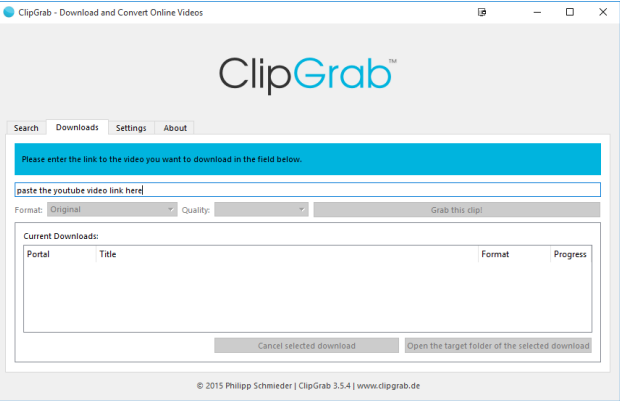 ClipGrab - Download and Convert Online Videos
ClipGrab™
Search Downloads Settings About
Please enter the link to the video you want to download in the field below.
paste the youtube video link here
Format: Original Quality: Grab this clip!
Current Downloads:
Portal Title Format Progress
Cancel selected download Open the target folder of the selected download
© 2015 Philipp Schmieder | ClipGrab 3.5.4 | www.clipgrab.de